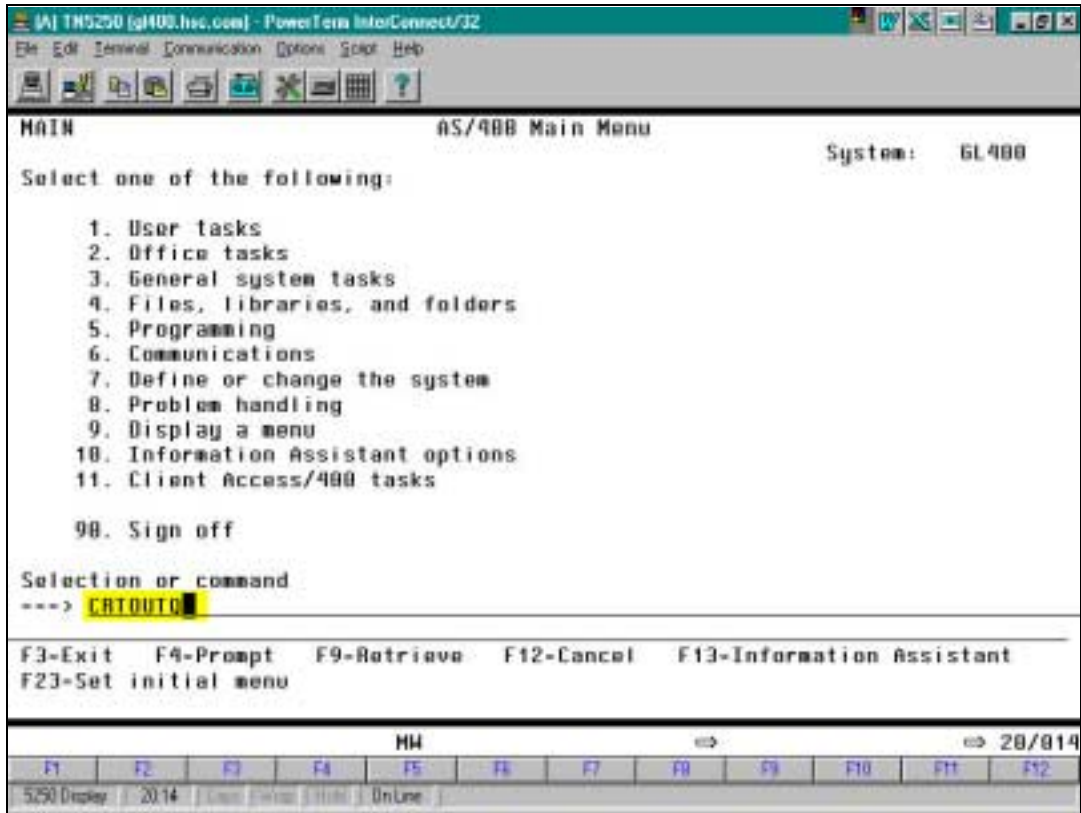 [A] TN5250 (gl400.hsc.com) - PowerTerm InterConnect/32
File Edit Terminal Communication Options Script Help
MAIN AS/400 Main Menu
System: GL400
Select one of the following:
1. User tasks
2. Office tasks
3. General system tasks
4. Files, libraries, and folders
5. Programming
6. Communications
7. Define or change the system
8. Problem handling
9. Display a menu
10. Information Assistant options
11. Client Access/400 tasks
90. Sign off
Selection or command
---> CRTOUTQ
F3=Exit F4=Prompt F9=Retrieve F12=Cancel F13=Information Assistant
F23=Set initial menu
MW 20/014
F1 F2 F3 F4 F5 F6 F7 F8 F9 F10 F11 F12
5250 Display 20:14 Caps Hold On Line